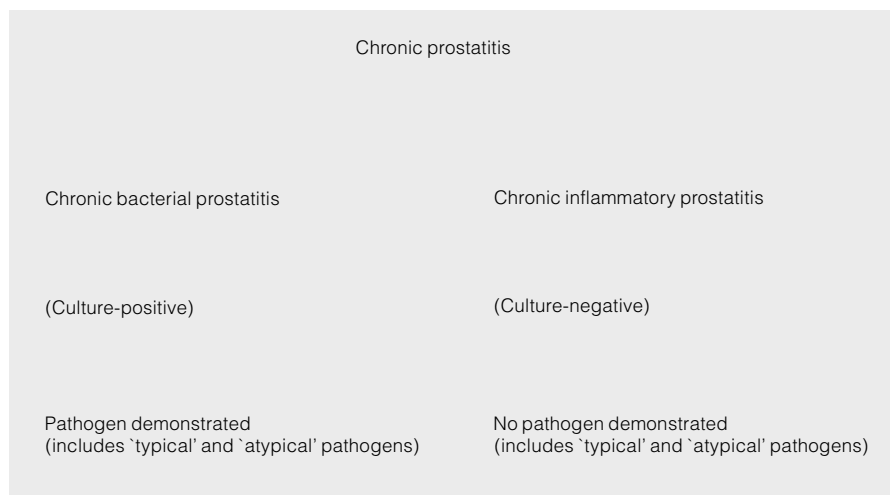 Chronic prostatitis
Chronic bacterial prostatitis
Chronic inflammatory prostatitis
(Culture-positive)
(Culture-negative)
Pathogen demonstrated
(includes `typical’ and `atypical’ pathogens)
No pathogen demonstrated
(includes `typical’ and `atypical’ pathogens)